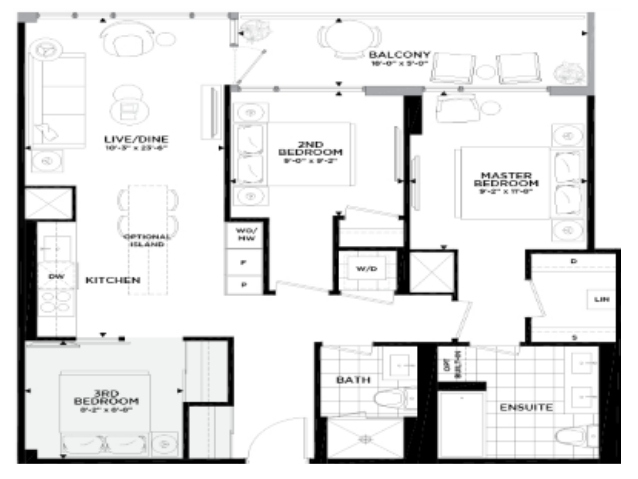 BALCONY
16'-0" x 5'-0"
LIVE/DINE
10'-3" x 23'-6"
2ND
BEDROOM
9'-0" x 9'-2"
MASTER
BEDROOM
9'-2" x 11'-8"
OPTIONAL
ISLAND
WO/
MW
F
P
W/D
DW
KITCHEN
D
LIN
S
OPT
BUILT-IN
BATH
ENSUITE
3RD
BEDROOM
8'-2" x 8'-8"